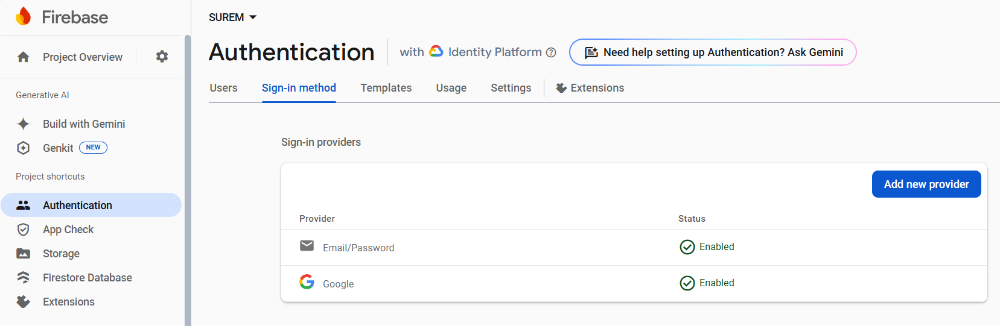 Firebase
Project Overview
Generative AI
Build with Gemini
Genkit NEW
Project shortcuts
Authentication
App Check
Storage
Firestore Database
Extensions
SUREM
Authentication with Identity Platform
Need help setting up Authentication? Ask Gemini
Users Sign-in method Templates Usage Settings Extensions
Sign-in providers
Add new provider
Provider Status
Email/Password Enabled
Google Enabled